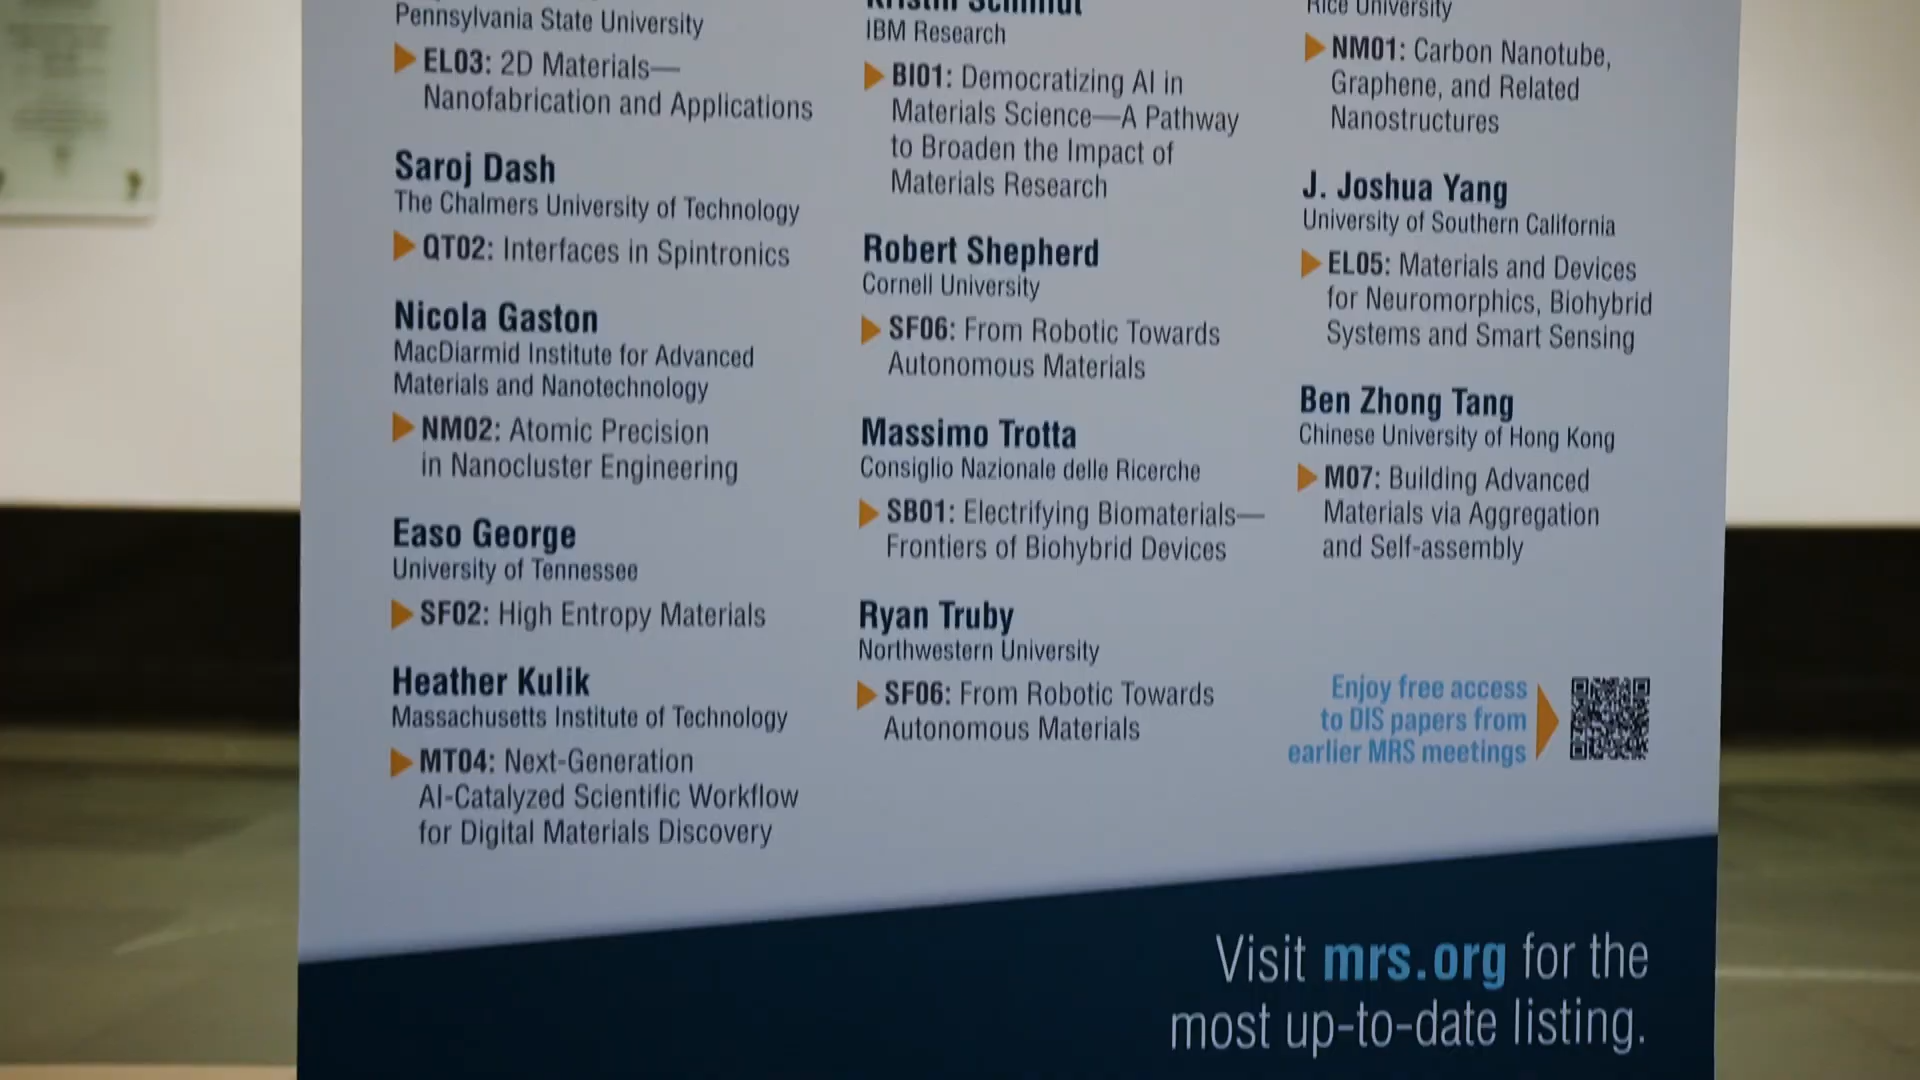 Pennsylvania State University
EL03: 2D Materials—
Nanofabrication and Applications
Saroj Dash
The Chalmers University of Technology
QT02: Interfaces in Spintronics
Nicola Gaston
MacDiarmid Institute for Advanced
Materials and Nanotechnology
NM02: Atomic Precision
in Nanocluster Engineering
Easo George
University of Tennessee
SF02: High Entropy Materials
Heather Kulik
Massachusetts Institute of Technology
MT04: Next-Generation
AI-Catalyzed Scientific Workflow
for Digital Materials Discovery
Kristin Schmidt
IBM Research
BI01: Democratizing AI in
Materials Science—A Pathway
to Broaden the Impact of
Materials Research
Robert Shepherd
Cornell University
SF06: From Robotic Towards
Autonomous Materials
Massimo Trotta
Consiglio Nazionale delle Ricerche
SB01: Electrifying Biomaterials—
Frontiers of Biohybrid Devices
Ryan Truby
Northwestern University
SF06: From Robotic Towards
Autonomous Materials
Rice University
NM01: Carbon Nanotube,
Graphene, and Related
Nanostructures
J. Joshua Yang
University of Southern California
EL05: Materials and Devices
for Neuromorphics, Biohybrid
Systems and Smart Sensing
Ben Zhong Tang
Chinese University of Hong Kong
M07: Building Advanced
Materials via Aggregation
and Self-assembly
Enjoy free access
to DIS papers from
earlier MRS meetings
Visit mrs.org for the
most up-to-date listing.